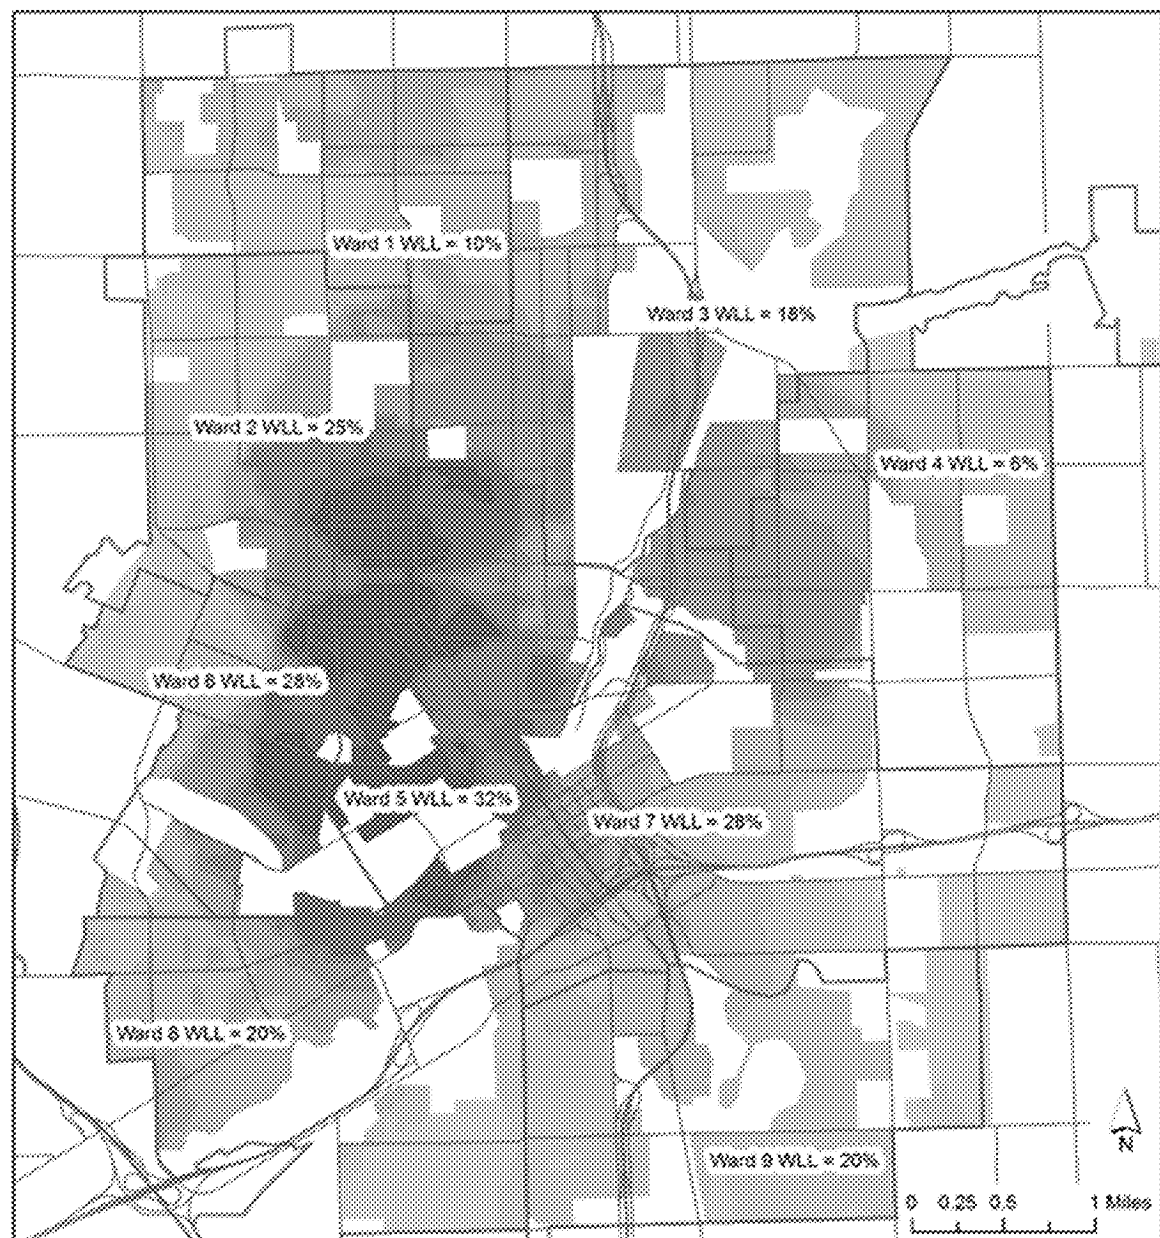 Ward 1 WLL = 10%
Ward 3 WLL = 18%
Ward 2 WLL = 25%
Ward 4 WLL = 6%
Ward 6 WLL = 28%
Ward 5 WLL = 32%
Ward 7 WLL = 28%
Ward 8 WLL = 20%
N
Ward 9 WLL = 20%
0 0.25 0.5 1 Miles